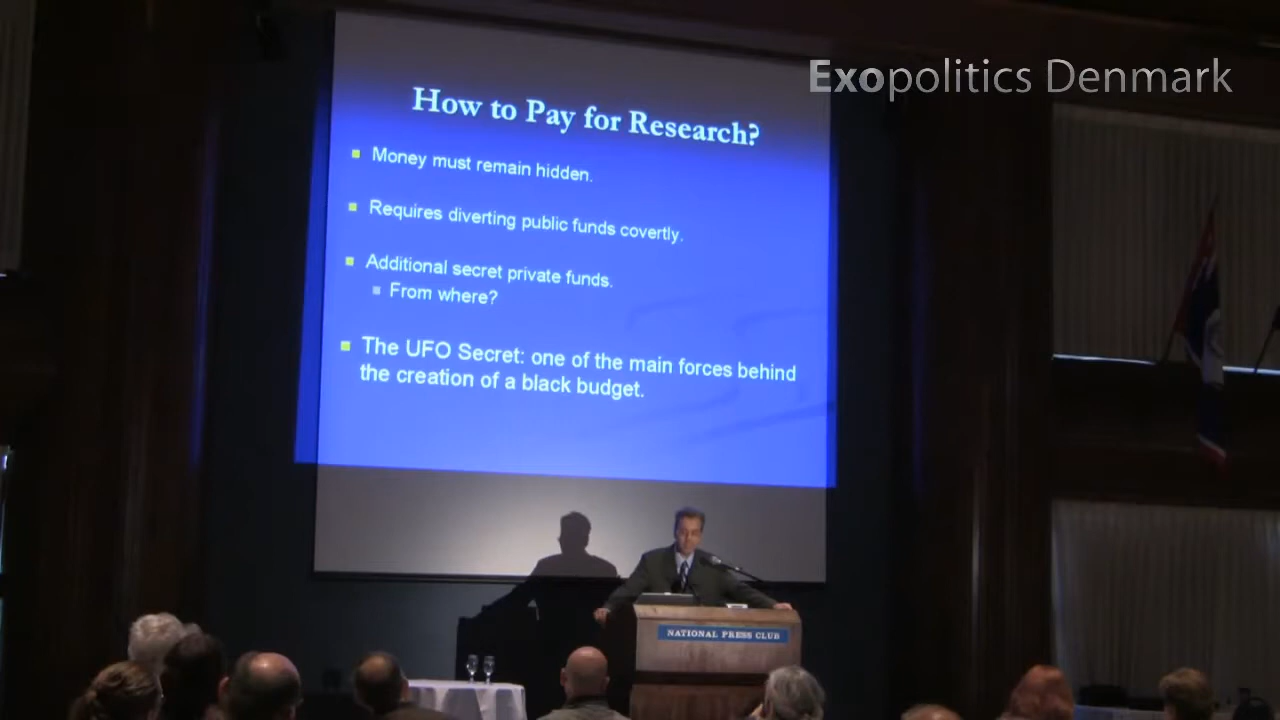 Exopolitics Denmark
How to Pay for Research?
Money must remain hidden.
Requires diverting public funds covertly.
Additional secret private funds.
From where?
The UFO Secret: one of the main forces behind
the creation of a black budget.
NATIONAL PRESS CLUB